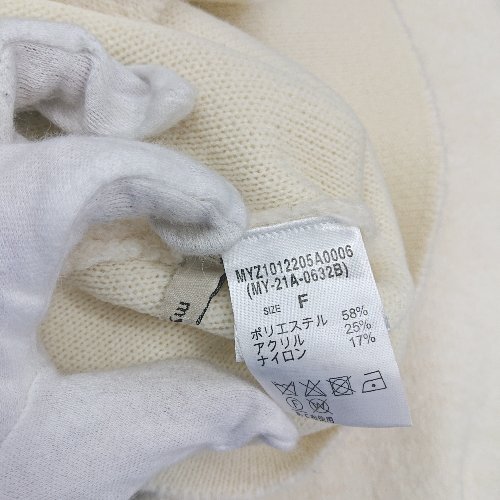 MYZ1012205A0006
(MY-21A-0632B)
SIZE F
ポリエステル 58%
アクリル 25%
ナイロン 17%
F W